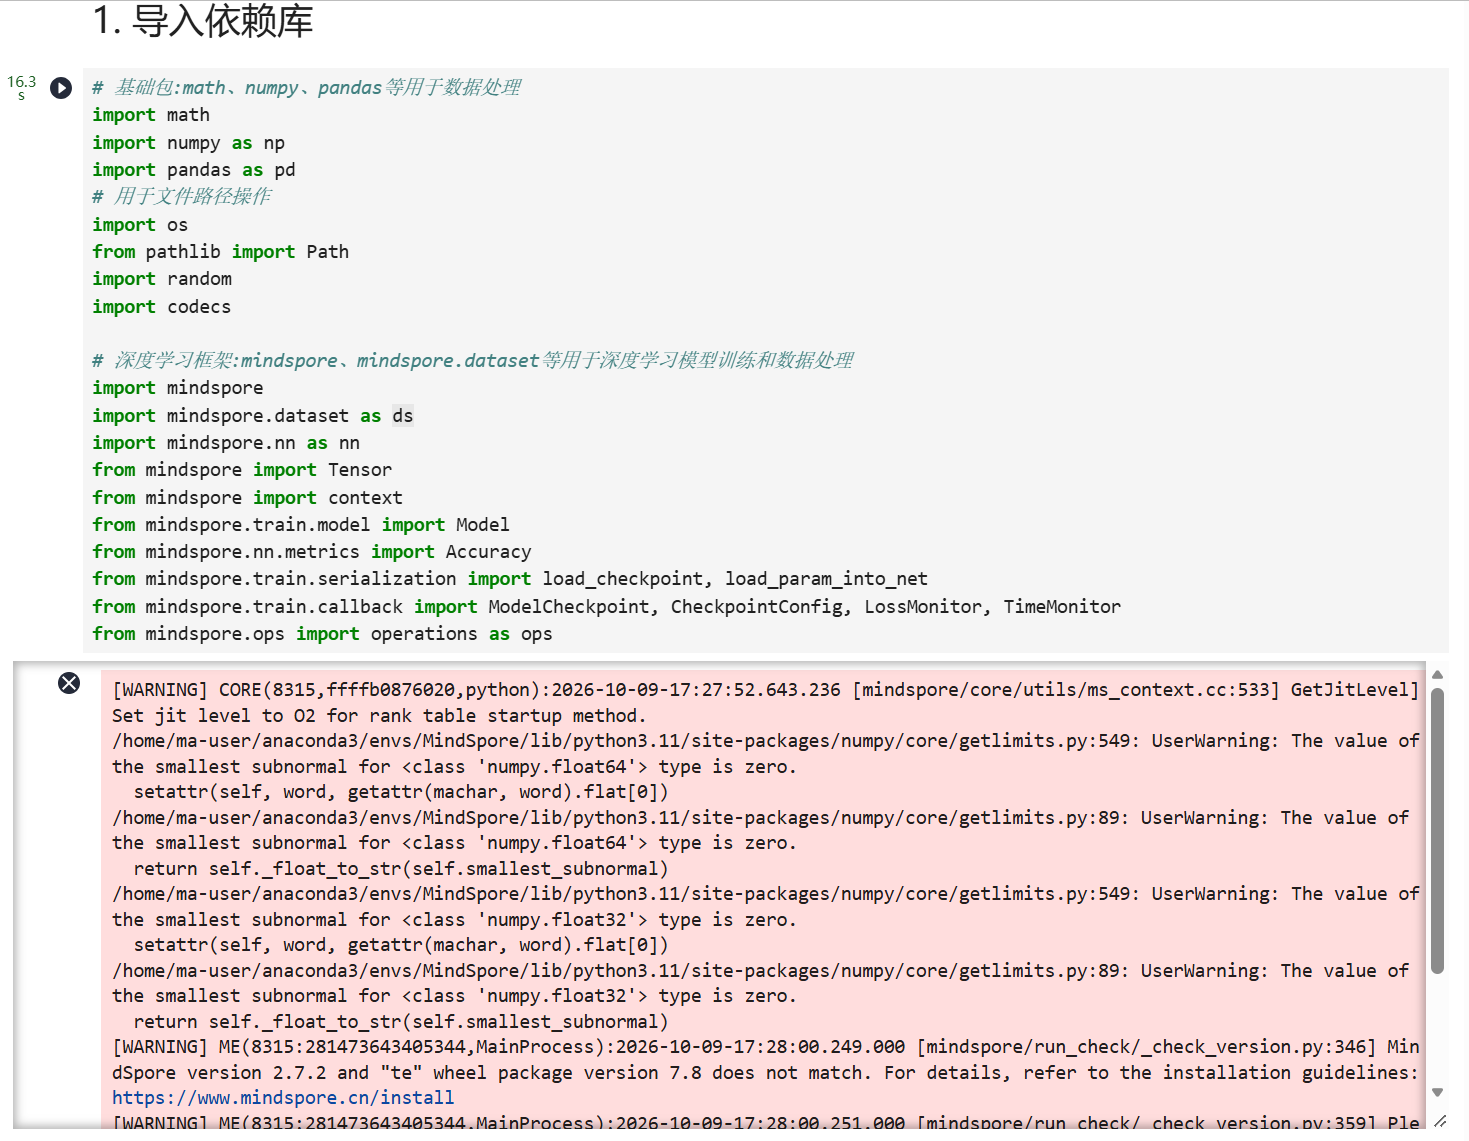 1. 导入依赖库
16.3
s
# 基础包:math、numpy、pandas等用于数据处理
import math
import numpy as np
import pandas as pd
# 用于文件路径操作
import os
from pathlib import Path
import random
import codecs
# 深度学习框架:mindspore、mindspore.dataset等用于深度学习模型训练和数据处理
import mindspore
import mindspore.dataset as ds
import mindspore.nn as nn
from mindspore import Tensor
from mindspore import context
from mindspore.train.model import Model
from mindspore.nn.metrics import Accuracy
from mindspore.train.serialization import load_checkpoint, load_param_into_net
from mindspore.train.callback import ModelCheckpoint, CheckpointConfig, LossMonitor, TimeMonitor
from mindspore.ops import operations as ops
[WARNING] CORE(8315,ffffb0876020,python):2026-10-09-17:27:52.643.236 [mindspore/core/utils/ms_context.cc:533] GetJitLevel]
Set jit level to O2 for rank table startup method.
/home/ma-user/anaconda3/envs/MindSpore/lib/python3.11/site-packages/numpy/core/getlimits.py:549: UserWarning: The value of
the smallest subnormal for <class 'numpy.float64'> type is zero.
  setattr(self, word, getattr(machar, word).flat[0])
/home/ma-user/anaconda3/envs/MindSpore/lib/python3.11/site-packages/numpy/core/getlimits.py:89: UserWarning: The value of
the smallest subnormal for <class 'numpy.float64'> type is zero.
  return self._float_to_str(self.smallest_subnormal)
/home/ma-user/anaconda3/envs/MindSpore/lib/python3.11/site-packages/numpy/core/getlimits.py:549: UserWarning: The value of
the smallest subnormal for <class 'numpy.float32'> type is zero.
  setattr(self, word, getattr(machar, word).flat[0])
/home/ma-user/anaconda3/envs/MindSpore/lib/python3.11/site-packages/numpy/core/getlimits.py:89: UserWarning: The value of
the smallest subnormal for <class 'numpy.float32'> type is zero.
  return self._float_to_str(self.smallest_subnormal)
[WARNING] ME(8315:281473643405344,MainProcess):2026-10-09-17:28:00.249.000 [mindspore/run_check/_check_version.py:346] Min
dSpore version 2.7.2 and "te" wheel package version 7.8 does not match. For details, refer to the installation guidelines:
https://www.mindspore.cn/install
[WARNING] ME(8315:281473643405344,MainProcess):2026-10-09-17:28:00.251.000 [mindspore/run_check/_check_version.py:359] Ple